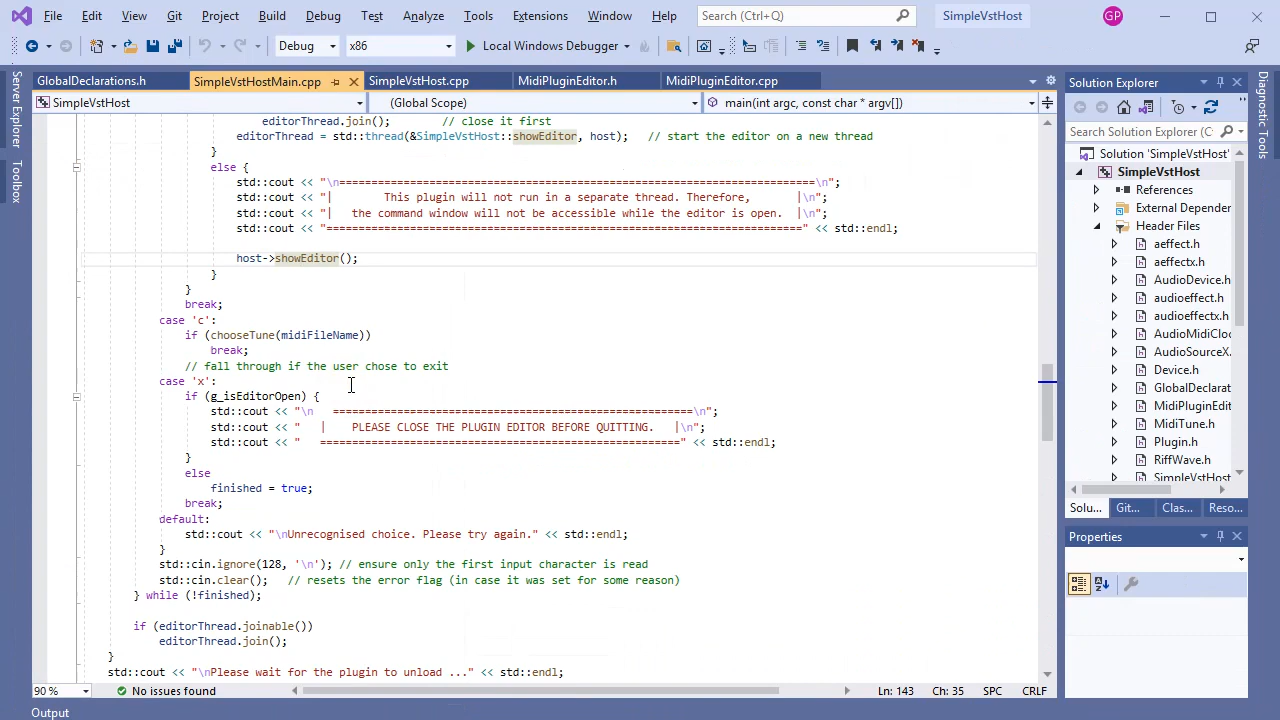 File Edit View Git Project Build Debug Test Analyze Tools Extensions Window Help Search (Ctrl+Q) SimpleVstHost GP
Debug x86 Local Windows Debugger
GlobalDeclarations.h SimpleVstHostMain.cpp SimpleVstHost.cpp MidiPluginEditor.h MidiPluginEditor.cpp
SimpleVstHost (Global Scope) main(int argc, const char * argv[])
editorThread.join(); // close it first
editorThread = std::thread(&SimpleVstHost::showEditor, host); // start the editor on a new thread
}
else {
std::cout << "\n==========================================================================\n";
std::cout << "| This plugin will not run in a separate thread. Therefore, |\n";
std::cout << "| the command window will not be accessible while the editor is open. |\n";
std::cout << "==========================================================================" << std::endl;
host->showEditor();
}
}
break;
case 'c':
if (chooseTune(midiFileName))
break;
// fall through if the user chose to exit
case 'x':
if (g_isEditorOpen) {
std::cout << "\n ========================================================\n";
std::cout << " | PLEASE CLOSE THE PLUGIN EDITOR BEFORE QUITTING. |\n";
std::cout << " ========================================================" << std::endl;
}
else
finished = true;
break;
default:
std::cout << "\nUnrecognised choice. Please try again." << std::endl;
}
std::cin.ignore(128, '\n'); // ensure only the first input character is read
std::cin.clear(); // resets the error flag (in case it was set for some reason)
} while (!finished);
if (editorThread.joinable())
editorThread.join();
}
std::cout << "\nPlease wait for the plugin to unload ..." << std::endl;
90 % No issues found Ln: 143 Ch: 35 SPC CRLF
Output
Server Explorer
Toolbox
Solution Explorer
Search Solution Explorer (C
Solution 'SimpleVstHost'
SimpleVstHost
References
External Depender
Header Files
aeffect.h
aeffectx.h
AudioDevice.h
audioeffect.h
audioeffectx.h
AudioMidiClo
AudioSourceX.
Device.h
GlobalDeclarat
MidiPluginEdit
MidiTune.h
Plugin.h
RiffWave.h
SimpleVstHost
Solu... Git... Clas... Reso...
Properties
Diagnostic Tools